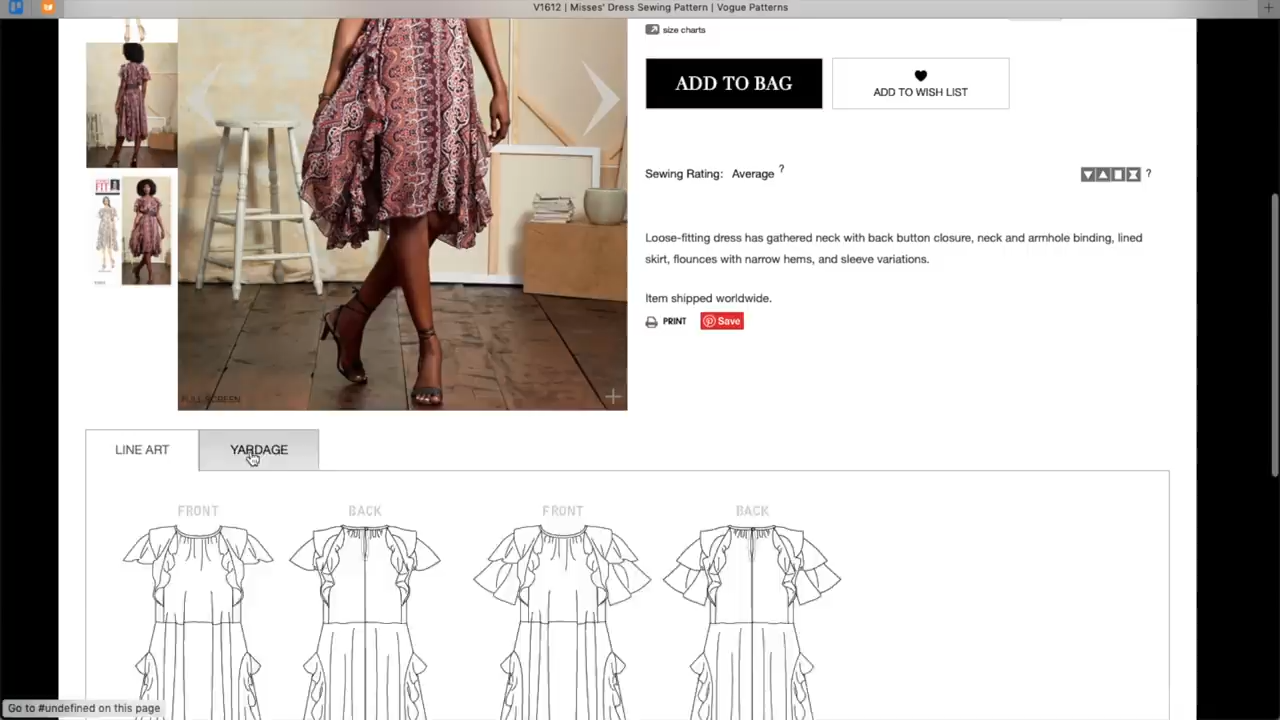 V1612 | Misses' Dress Sewing Pattern | Vogue Patterns
size charts
ADD TO BAG
ADD TO WISH LIST
Sewing Rating: Average ?
?
FIT
Loose-fitting dress has gathered neck with back button closure, neck and armhole binding, lined
skirt, flounces with narrow hems, and sleeve variations.
Item shipped worldwide.
PRINT
Save
FULL SCREEN
LINE ART
YARDAGE
FRONT
BACK
FRONT
BACK
Go to #undefined on this page